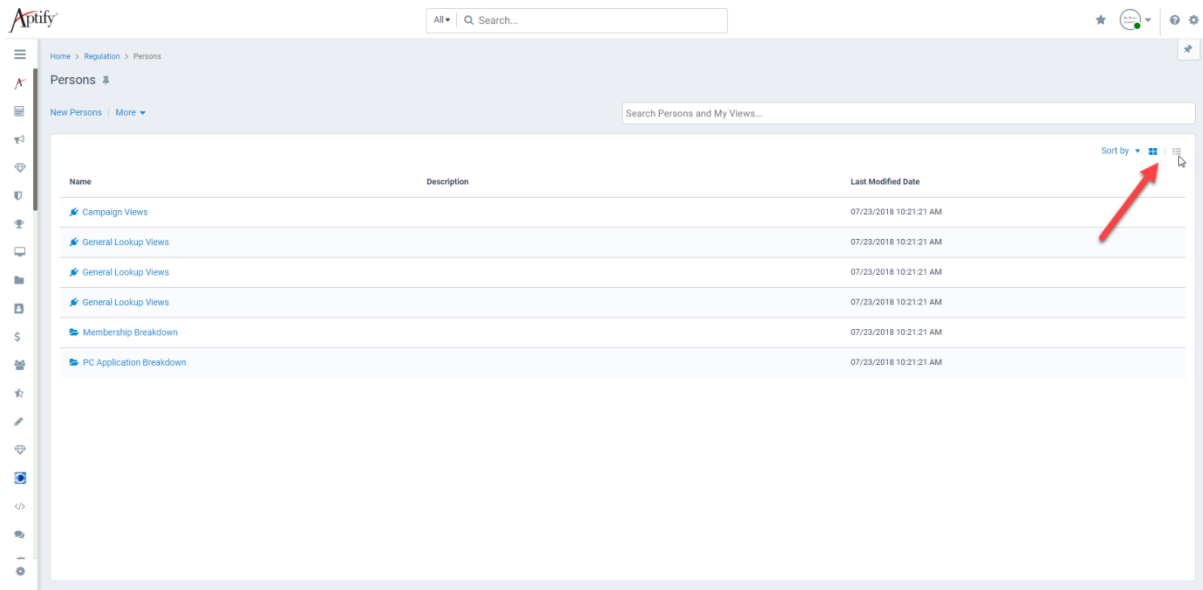 Aptify
All Search...
Home > Regulation > Persons
Persons
New Persons | More
Search Persons and My Views...
Sort by
Name Description Last Modified Date
Campaign Views 07/23/2018 10:21:21 AM
General Lookup Views 07/23/2018 10:21:21 AM
General Lookup Views 07/23/2018 10:21:21 AM
General Lookup Views 07/23/2018 10:21:21 AM
Membership Breakdown 07/23/2018 10:21:21 AM
PC Application Breakdown 07/23/2018 10:21:21 AM